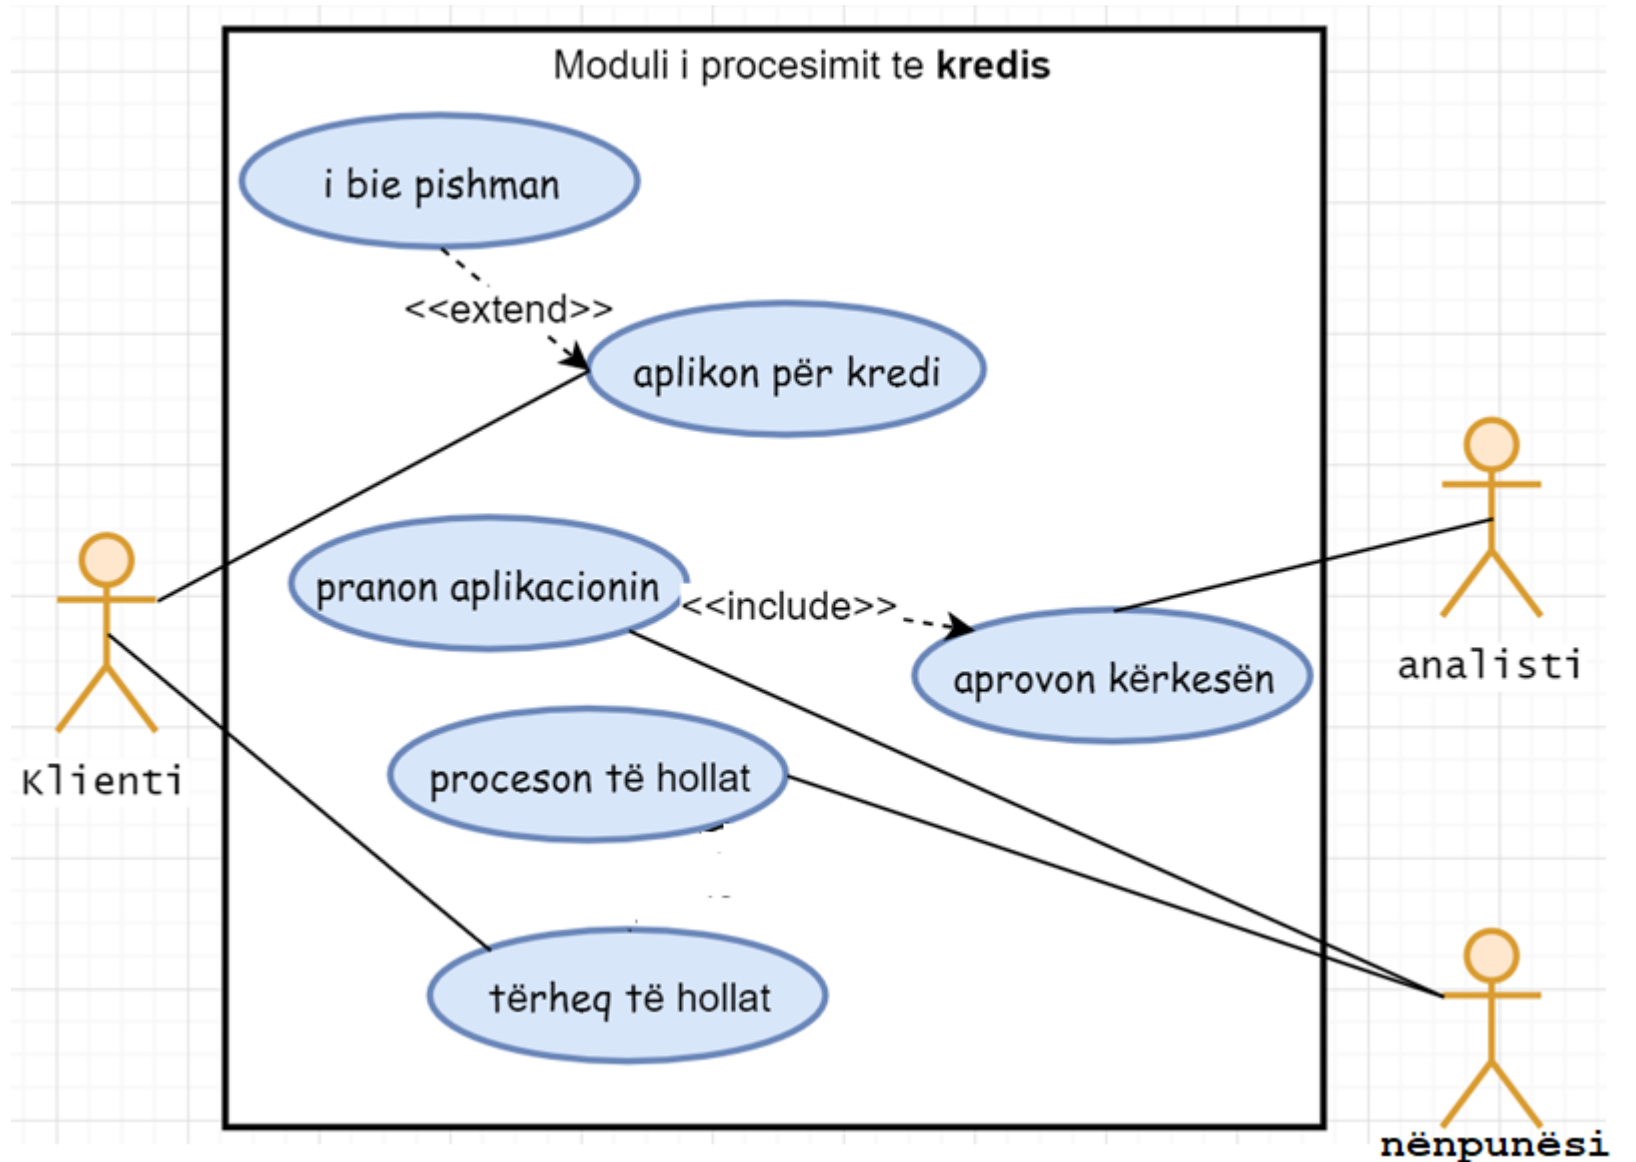 Moduli i procesimit te kredis
i bie pishman
<<extend>>
aplikon për kredi
pranon aplikacionin
<<include>>
aprovon kërkesën
analisti
Klienti
proceson të hollat
tërheq të hollat
nënpunësi